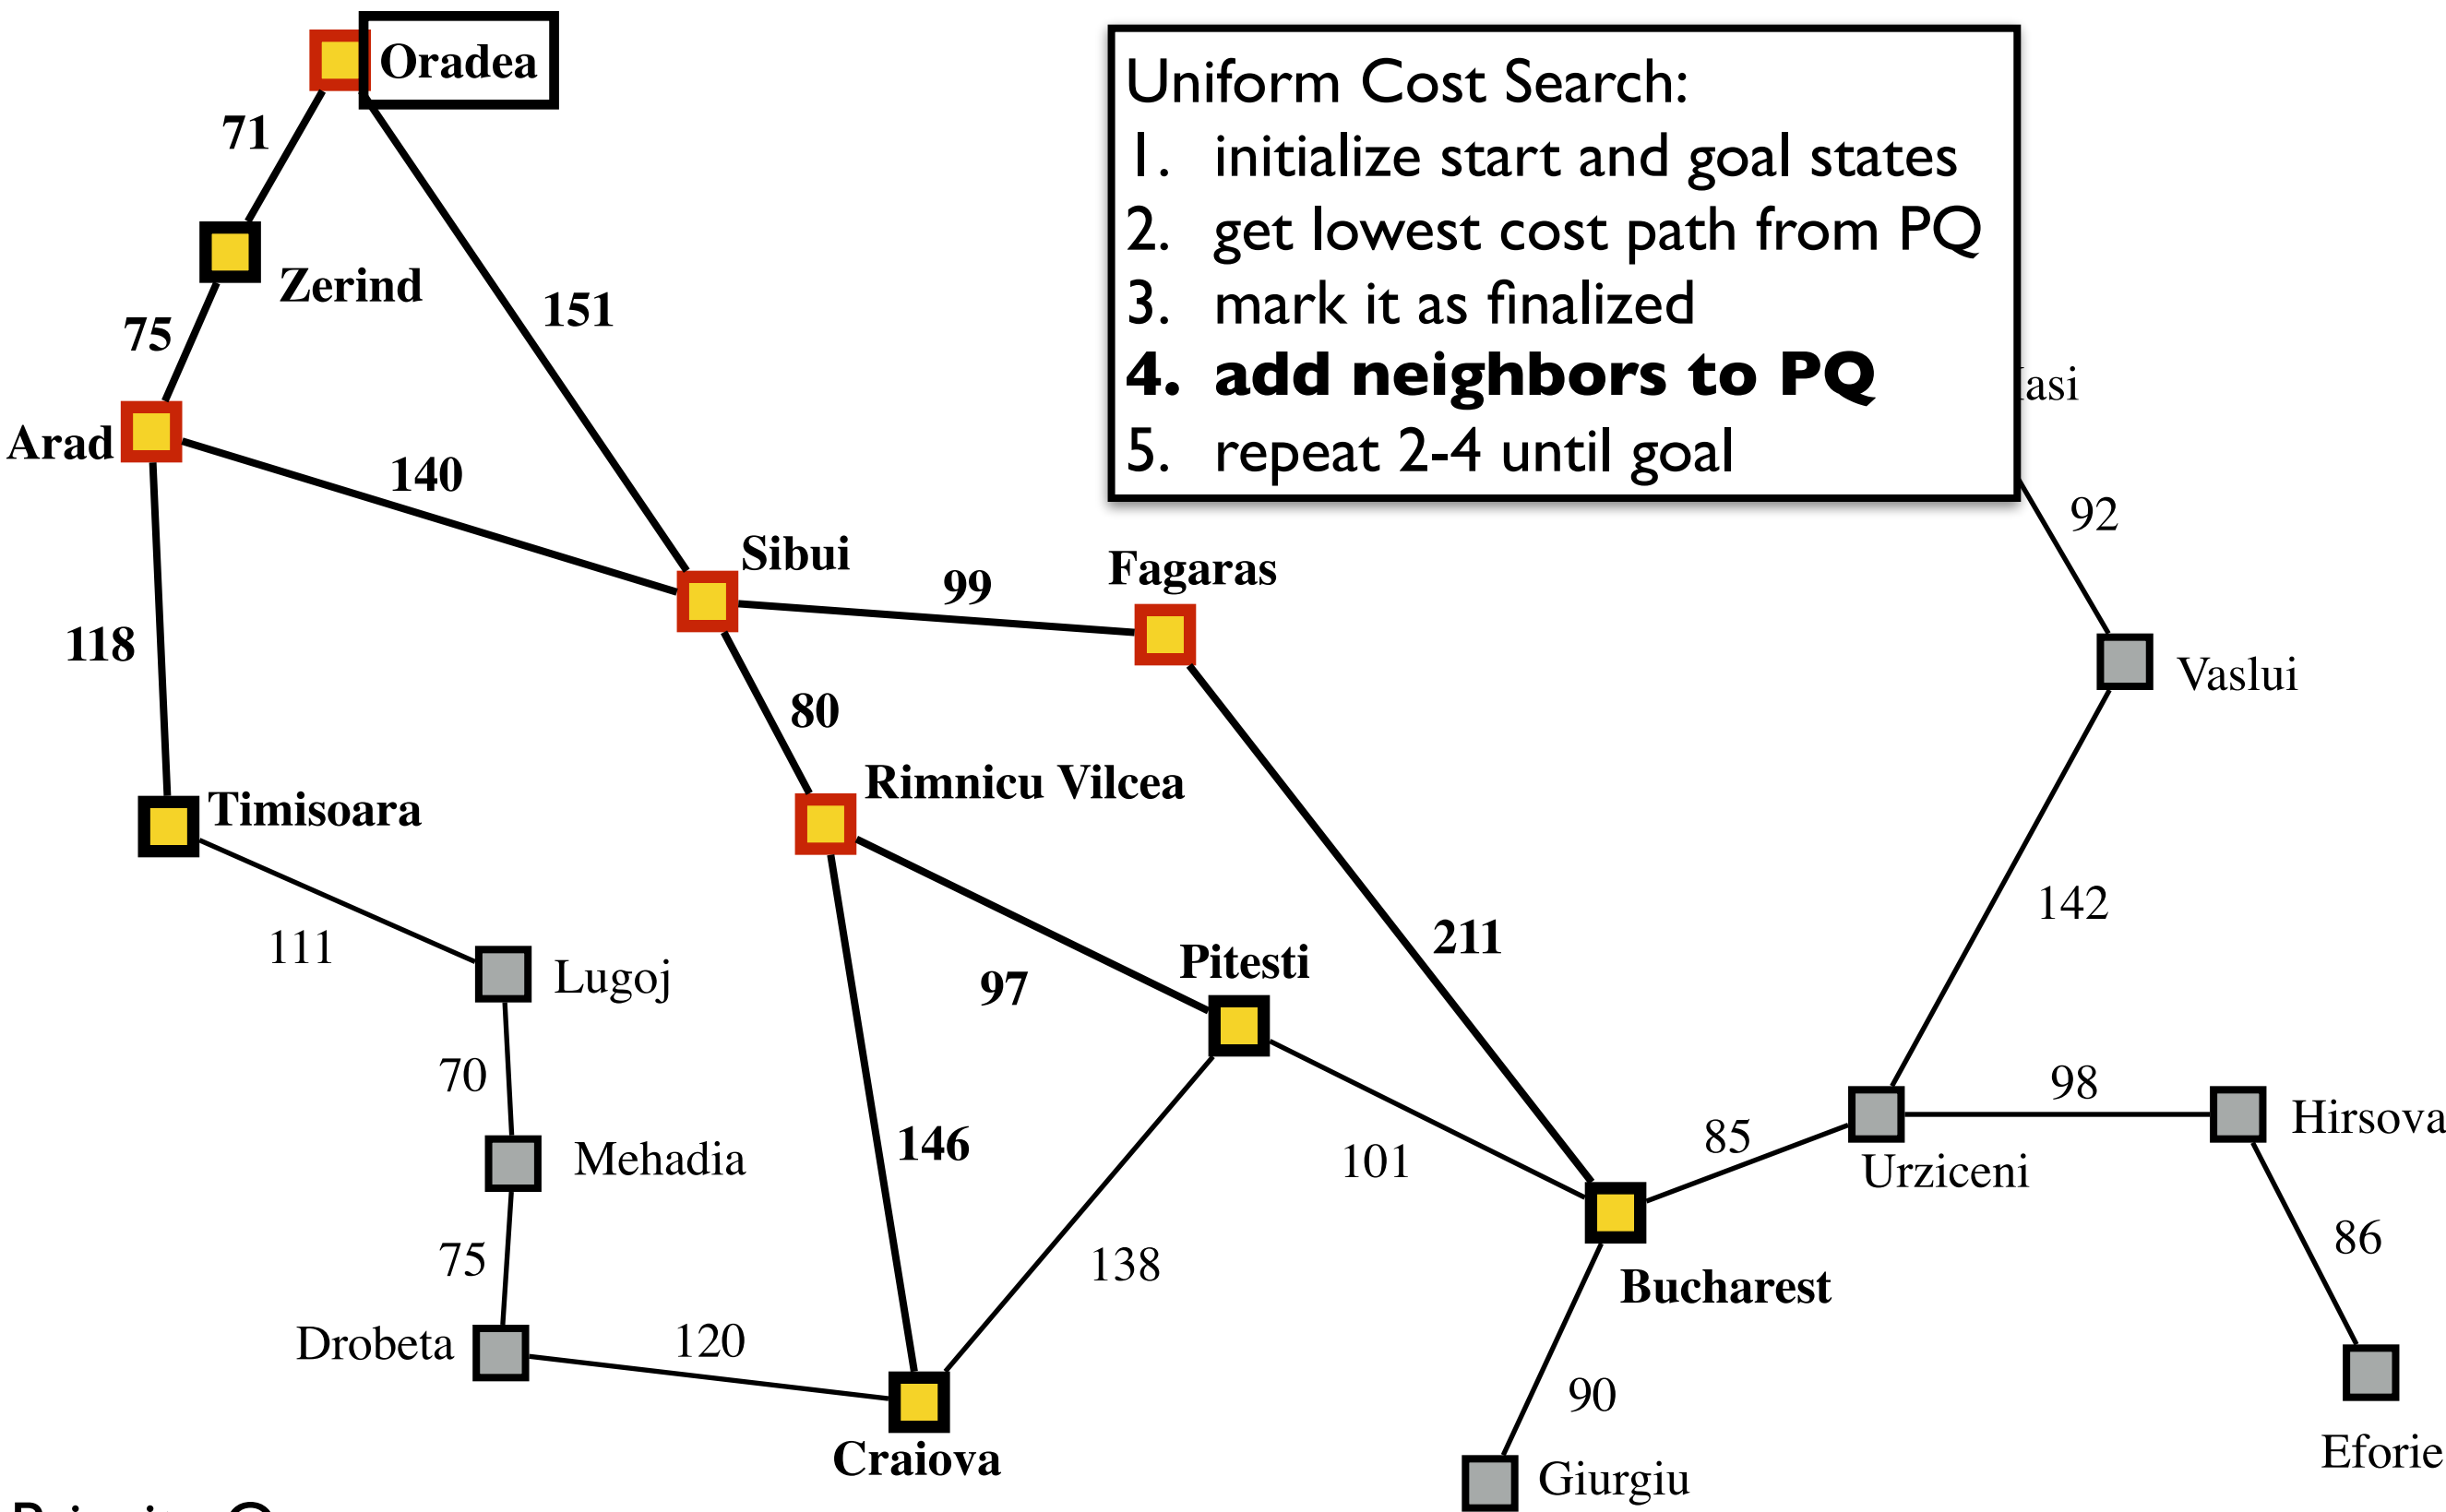 Oradea
Uniform Cost Search:
1. initialize start and goal states
2. get lowest cost path from PQ
3. mark it as finalized
4. add neighbors to PQ
5. repeat 2-4 until goal
71
Zerind
151
75
Iasi
Arad
140
92
Sibui
99
Fagaras
118
Vaslui
80
Rimnicu Vilcea
Timisoara
142
111
Lugoj
97
Pitesti
211
70
98
Hirsova
146
85
Mehadia
101
Urziceni
75
138
86
Bucharest
Drobeta
120
90
Craiova
Eforie
Giurgiu